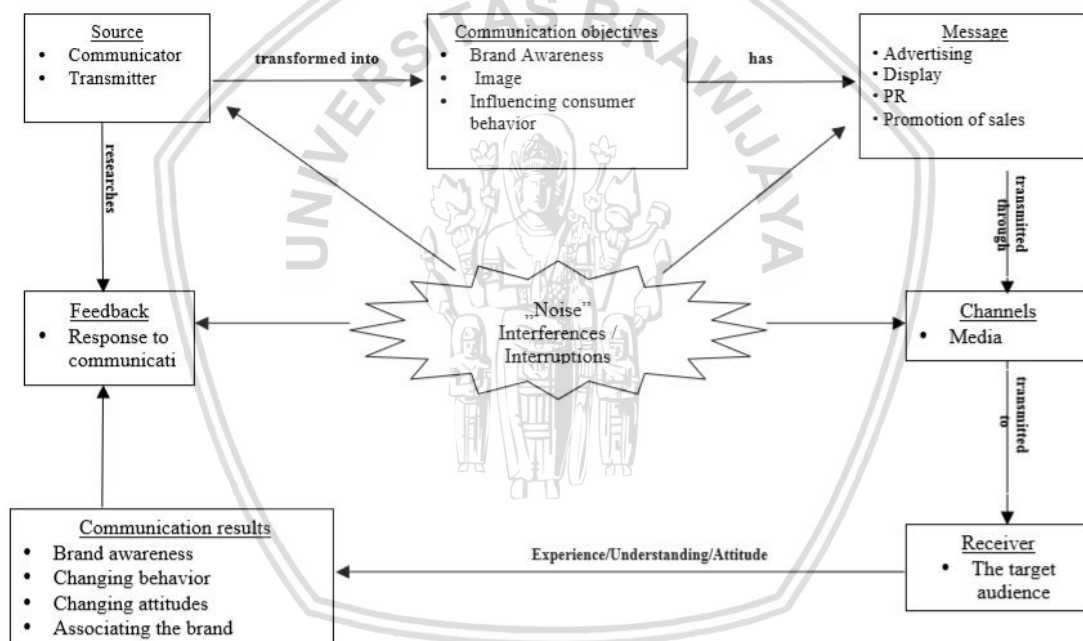 Source
• Communicator
• Transmitter
transformed into
Communication objectives
• Brand Awareness
• Image
• Influencing consumer
behavior
has
Message
• Advertising
• Display
• PR
• Promotion of sales
researches
transmitted
through
Feedback
• Response to
communicati
„Noise”
Interferences /
Interruptions
Channels
• Media
transmitted
to
Communication results
• Brand awareness
• Changing behavior
• Changing attitudes
• Associating the brand
Experience/Understanding/Attitude
Receiver
• The target
audience
UNIVERSITAS BRAWIJAYA